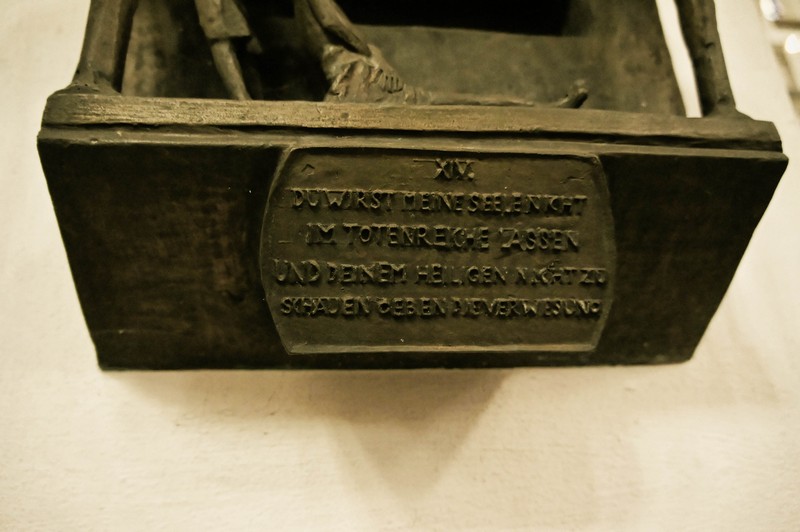 XIV.
DU WIRST MEINE SEELE NICHT
IM TOTENREICHE LASSEN
UND DEINEM HEILIGEN NICHT ZU
SCHAUEN GEBEN DIE VERWESUNG